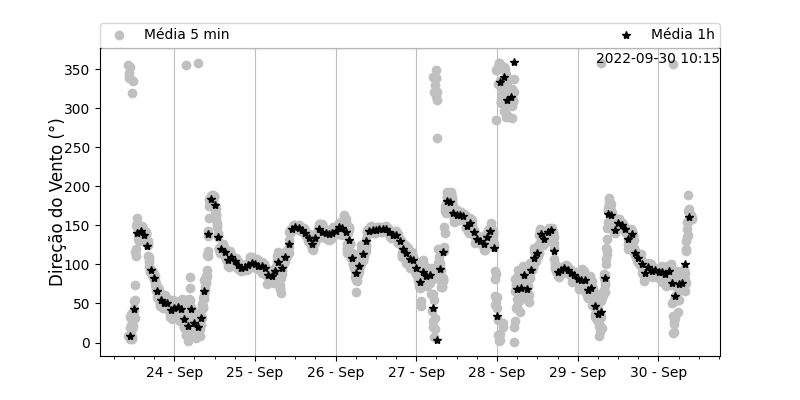 Média 5 min
Média 1h
2022-09-30 10:15
Direção do Vento (°)
350
300
250
200
150
100
50
0
24 - Sep
25 - Sep
26 - Sep
27 - Sep
28 - Sep
29 - Sep
30 - Sep